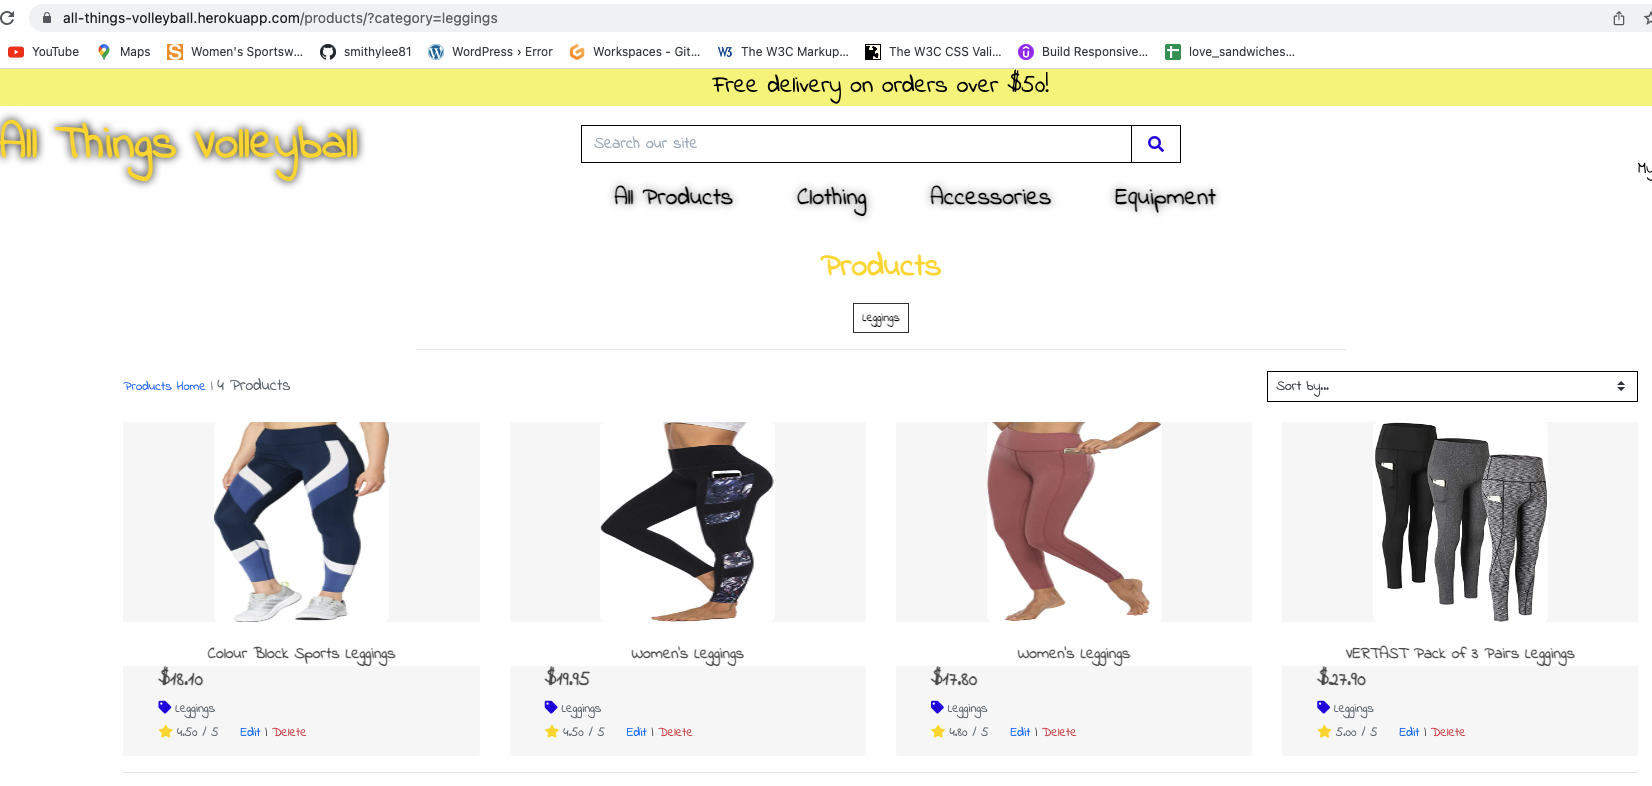 all-things-volleyball.herokuapp.com/products/?category=leggings
YouTube Maps Women's Sportsw... smithylee81 WordPress › Error Workspaces - Git... The W3C Markup... The W3C CSS Vali... Build Responsive... love_sandwiches...
Free delivery on orders over $50!
All Things Volleyball
Search our site
My
All Products Clothing Accessories Equipment
Products
Leggings
Products Home | 4 Products
Sort by...
Colour Block Sports Leggings
$18.10
Leggings
4.50 / 5 Edit | Delete
Women's Leggings
$19.95
Leggings
4.50 / 5 Edit | Delete
Women's Leggings
$17.80
Leggings
4.80 / 5 Edit | Delete
VERTAST Pack of 3 Pairs Leggings
$27.90
Leggings
5.00 / 5 Edit | Delete